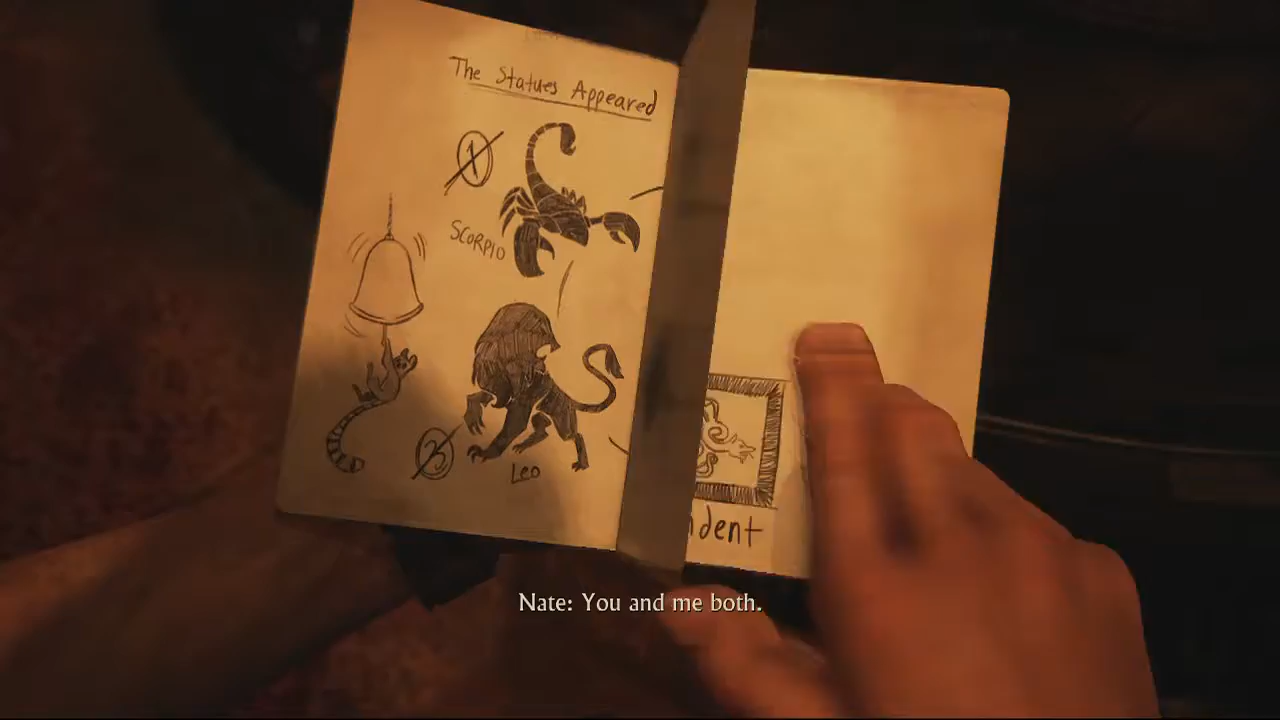 The Statues Appeared
1
SCORPIO
3
Leo
dent
Nate: You and me both.